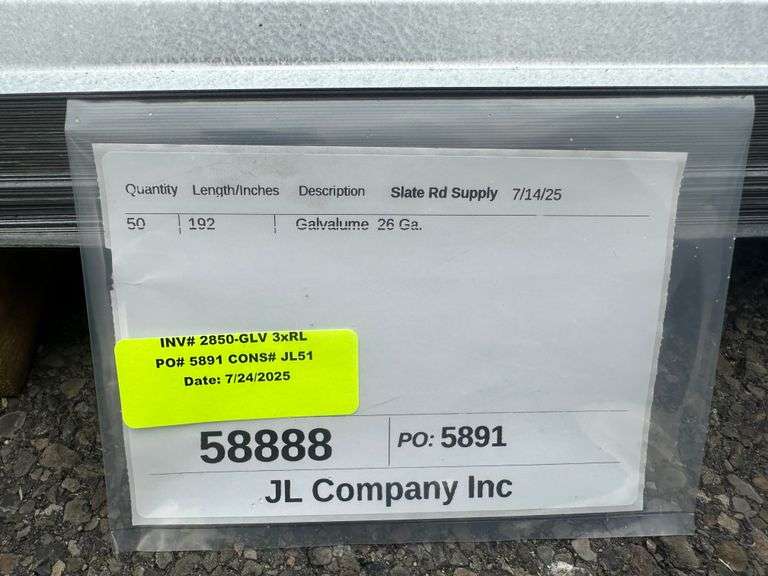 Quantity Length/Inches Description Slate Rd Supply 7/14/25
50 192 Galvalume 26 Ga.
INV# 2850-GLV 3xRL
PO# 5891 CONS# JL51
Date: 7/24/2025
58888 PO: 5891
JL Company Inc